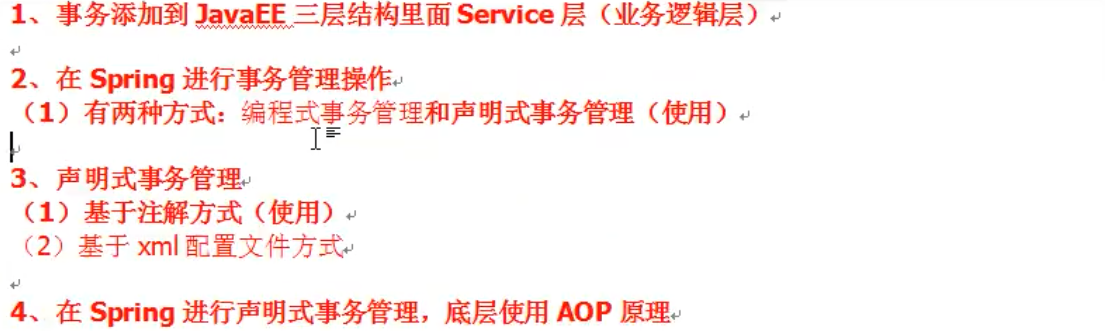 1、事务添加到 JavaEE 三层结构里面 Service 层（业务逻辑层）
2、在 Spring 进行事务管理操作
（1）有两种方式：编程式事务管理和声明式事务管理（使用）
3、声明式事务管理
（1）基于注解方式（使用）
（2）基于 xml 配置文件方式
4、在 Spring 进行声明式事务管理，底层使用 AOP 原理